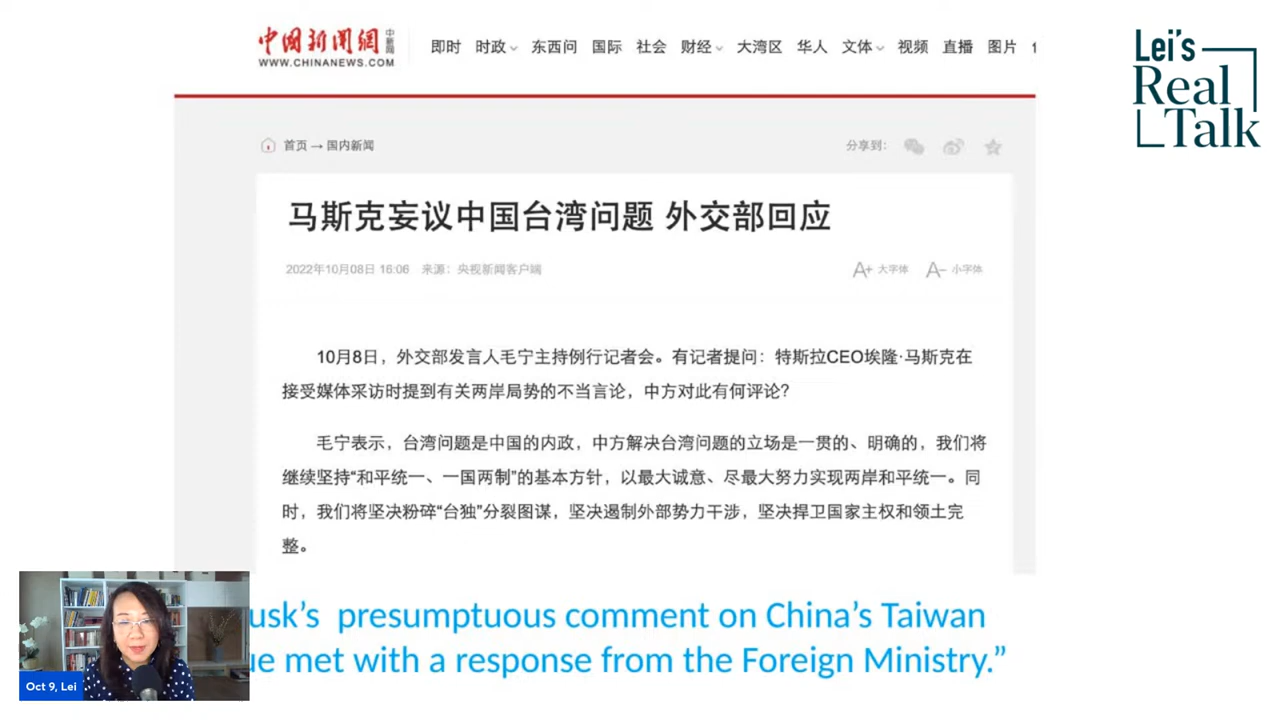 中国新闻网 中新网
WWW.CHINANEWS.COM
即时 时政 东西问 国际 社会 财经 大湾区 华人 文体 视频 直播 图片
Lei's
Real
Talk
首页 → 国内新闻
分享到：
马斯克妄议中国台湾问题 外交部回应
2022年10月08日 16:06 来源：央视新闻客户端
A+ 大字体 A- 小字体
10月8日，外交部发言人毛宁主持例行记者会。有记者提问：特斯拉CEO埃隆·马斯克在
接受媒体采访时提到有关两岸局势的不当言论，中方对此有何评论？
毛宁表示，台湾问题是中国的内政，中方解决台湾问题的立场是一贯的、明确的，我们将
继续坚持“和平统一、一国两制”的基本方针，以最大诚意、尽最大努力实现两岸和平统一。同
时，我们将坚决粉碎“台独”分裂图谋，坚决遏制外部势力干涉，坚决捍卫国家主权和领土完
整。
usk’s presumptuous comment on China’s Taiwan
ue met with a response from the Foreign Ministry.”
Oct 9, Lei